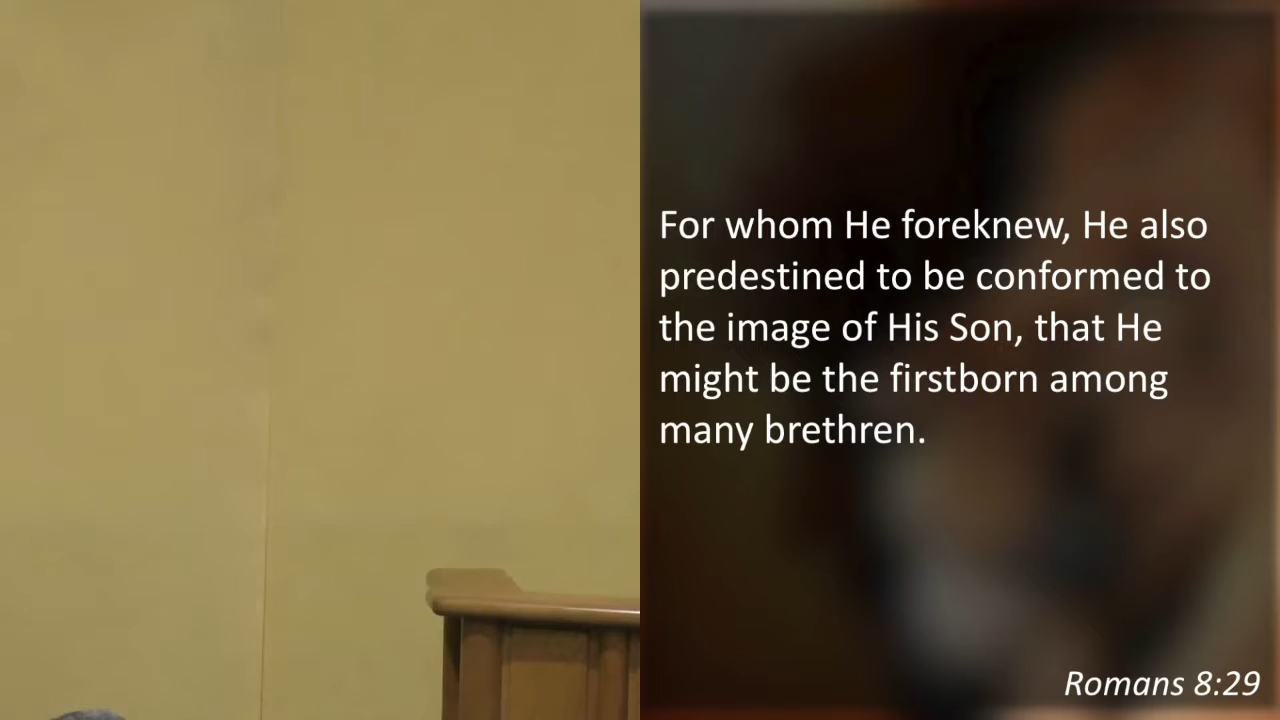 For whom He foreknew, He also
predestined to be conformed to
the image of His Son, that He
might be the firstborn among
many brethren.
Romans 8:29